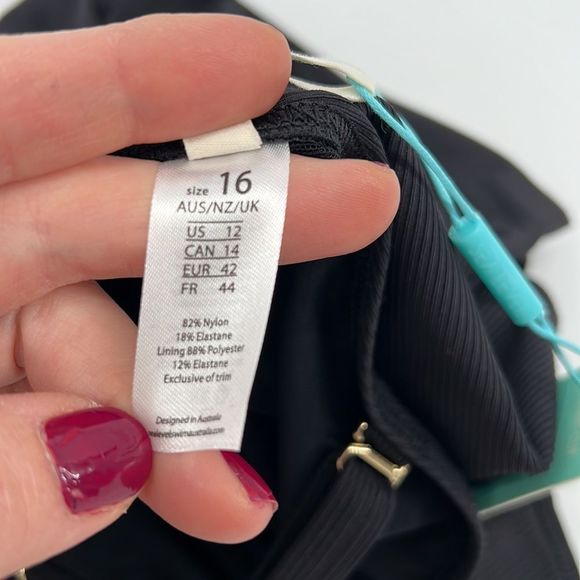 size 16
AUS/NZ/UK
US 12
CAN 14
EUR 42
FR 44
82% Nylon
18% Elastane
Lining 88% Polyester
12% Elastane
Exclusive of trim
Designed in Australia